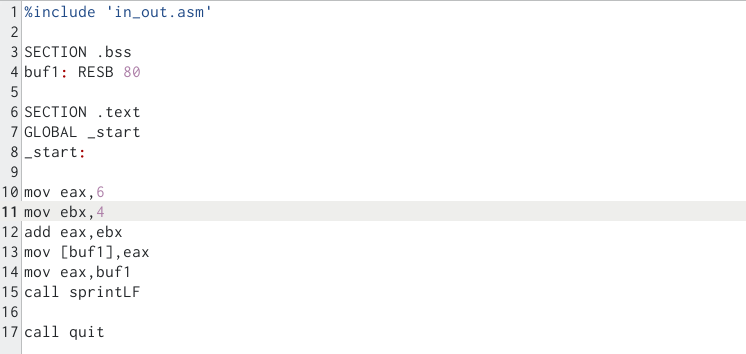 1 %include 'in_out.asm'
2
3 SECTION .bss
4 buf1: RESB 80
5
6 SECTION .text
7 GLOBAL _start
8 _start:
9
10 mov eax,6
11 mov ebx,4
12 add eax,ebx
13 mov [buf1],eax
14 mov eax,buf1
15 call sprintLF
16
17 call quit